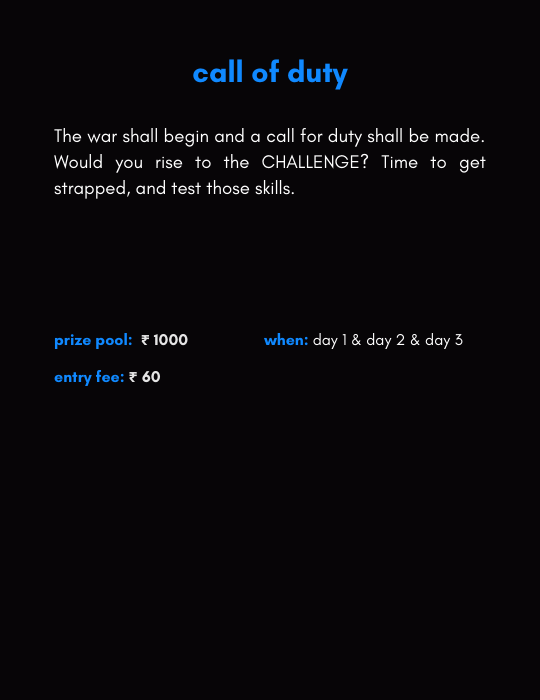 call of duty
The war shall begin and a call for duty shall be made.
Would you rise to the CHALLENGE? Time to get
strapped, and test those skills.
prize pool: ₹ 1000
when: day 1 & day 2 & day 3
entry fee: ₹ 60